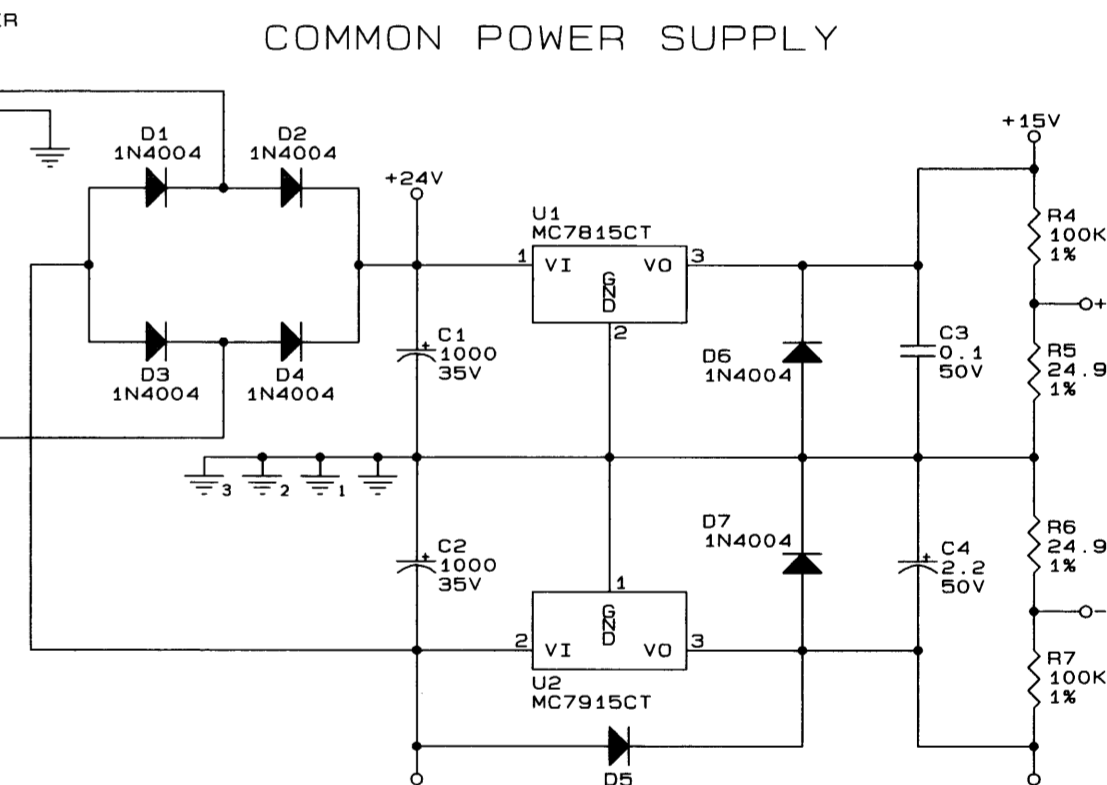 ER
COMMON POWER SUPPLY
+15V
D1
1N4004
D2
1N4004
+24V
U1
MC7815CT
1
VI
GND
VO
3
2
R4
100K
1%
+
C1
+
1000
35V
D6
1N4004
C3
0.1
50V
R5
24.9
1%
D3
1N4004
D4
1N4004
3
2
1
C2
+
1000
35V
D7
1N4004
C4
+
2.2
50V
R6
24.9
1%
-
1
2
VI
GND
VO
3
U2
MC7915CT
R7
100K
1%
D5